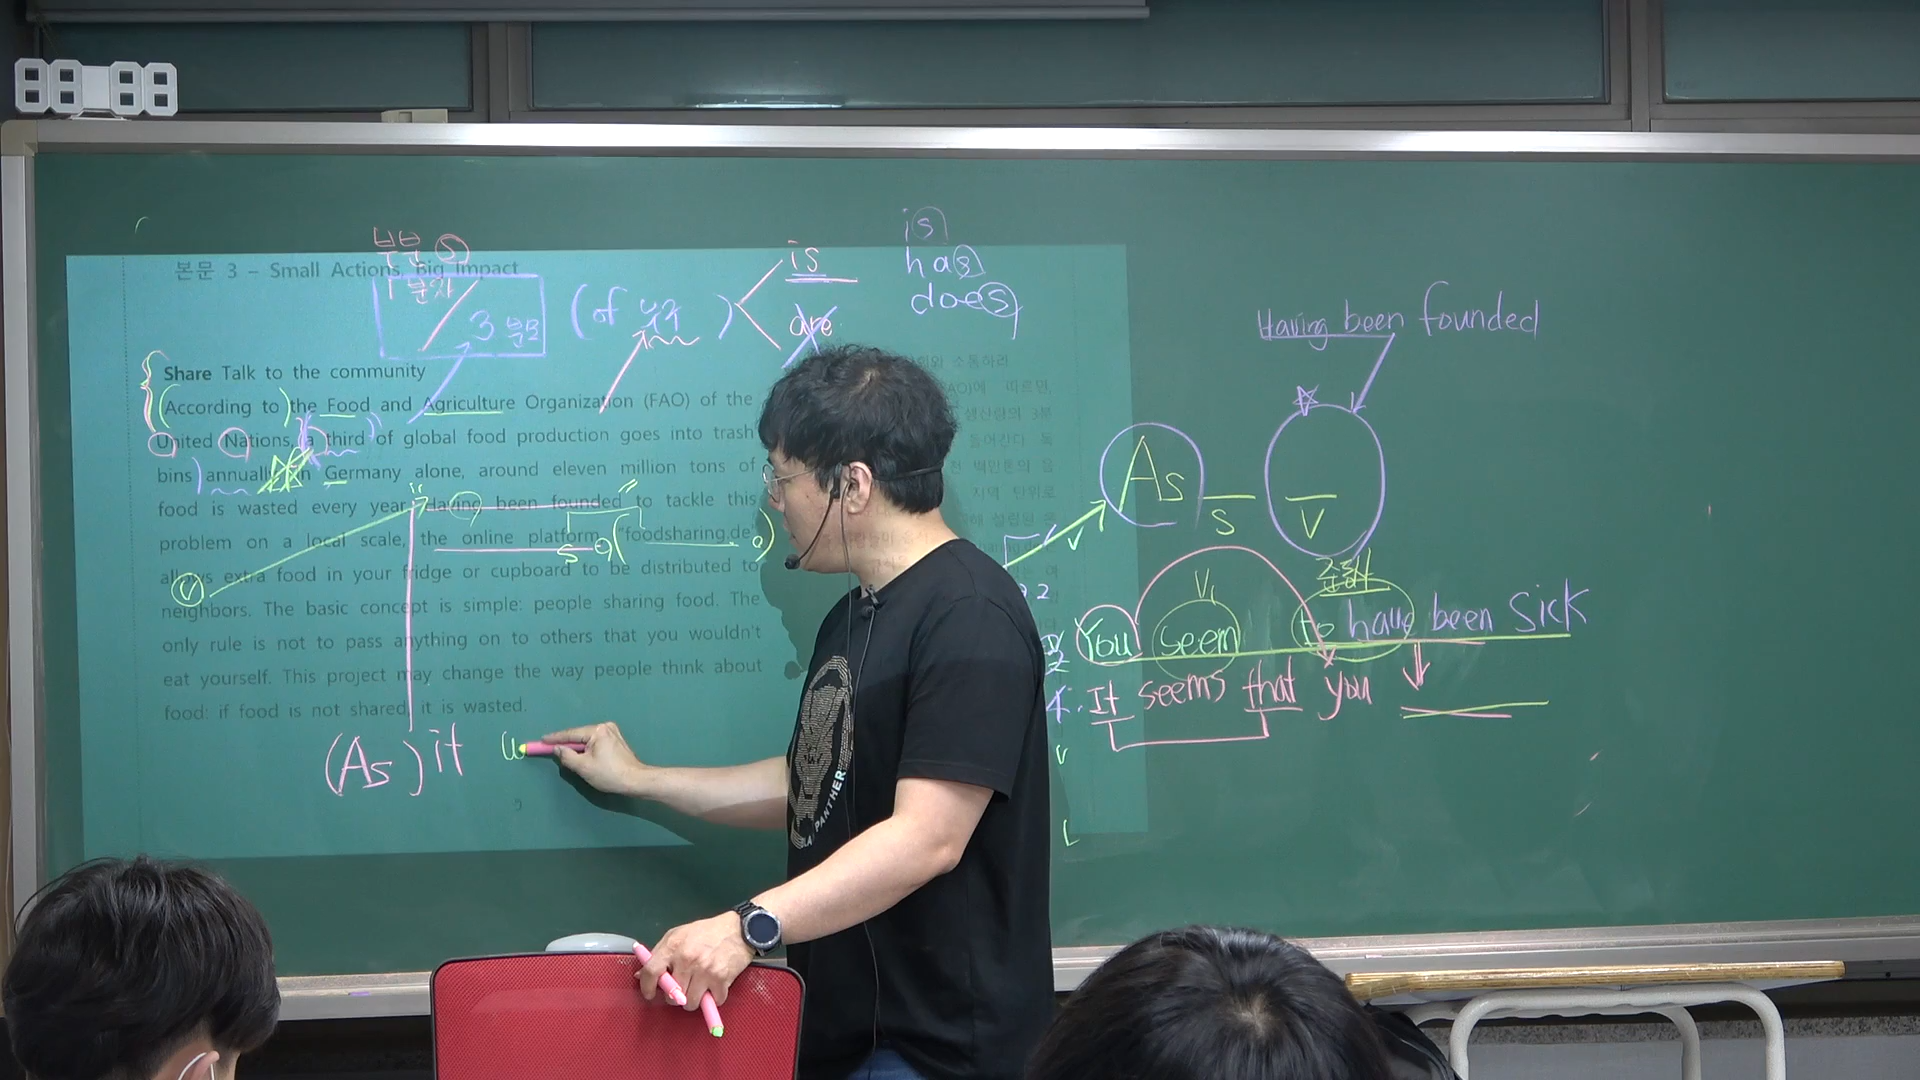 부분 ⓢ
분자
3 분모
(of 명주 )
is
are
is
has
does
본문 3 – Small Actions, Big Impact
Share Talk to the community
According to the Food and Agriculture Organization (FAO) of the
United Nations, a third of global food production goes into trash
bins annually. In Germany alone, around eleven million tons of
food is wasted every year. Having been founded to tackle this
problem on a local scale, the online platform "foodsharing.de"
allows extra food in your fridge or cupboard to be distributed to
neighbors. The basic concept is simple: people sharing food. The
only rule is not to pass anything on to others that you wouldn't
eat yourself. This project may change the way people think about
food: if food is not shared, it is wasted.
(As) it
Having been founded
As
S
V
V₁
You seem to have been sick
It seems that you
PANTHER